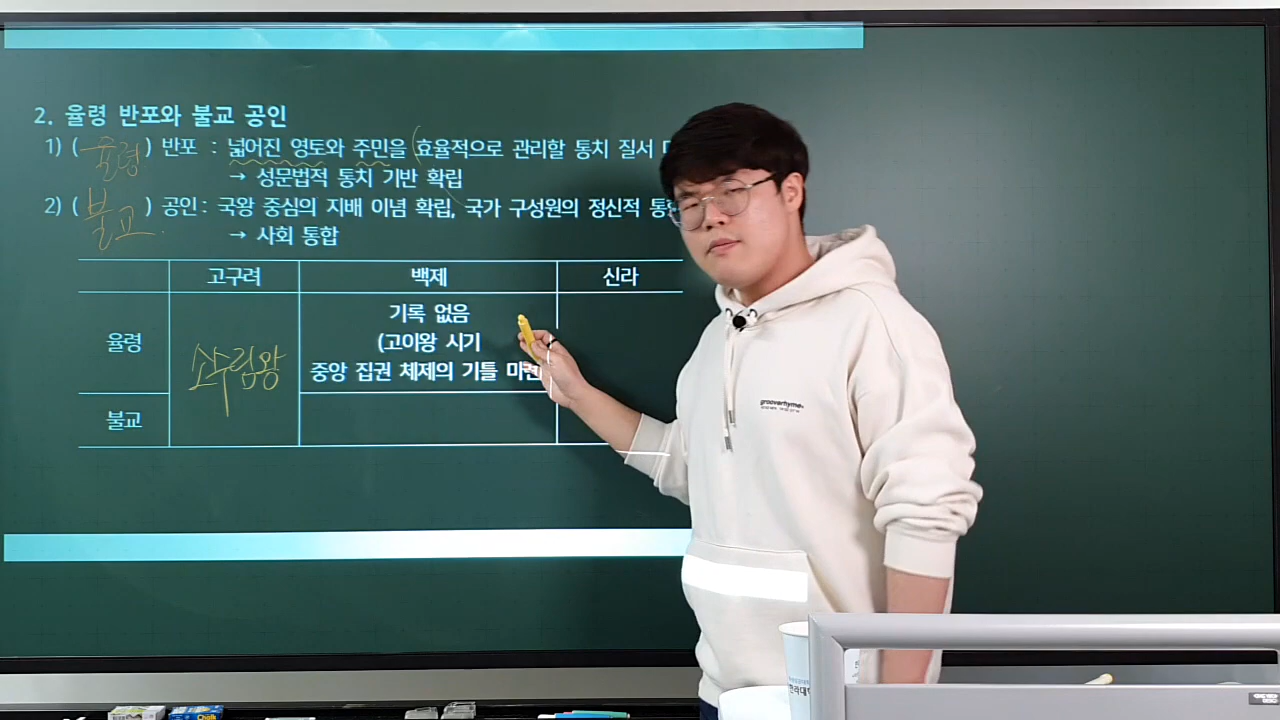 2. 율령 반포와 불교 공인
1) (율령) 반포 : 넓어진 영토와 주민을 효율적으로 관리할 통치 질서
→ 성문법적 통치 기반 확립
2) (불교) 공인 : 국왕 중심의 지배 이념 확립, 국가 구성원의 정신적
→ 사회 통합
고구려 백제 신라
율령 소수림왕 기록 없음
(고이왕 시기
중앙 집권 체제의 기틀
불교
grooverhyme
Chalk